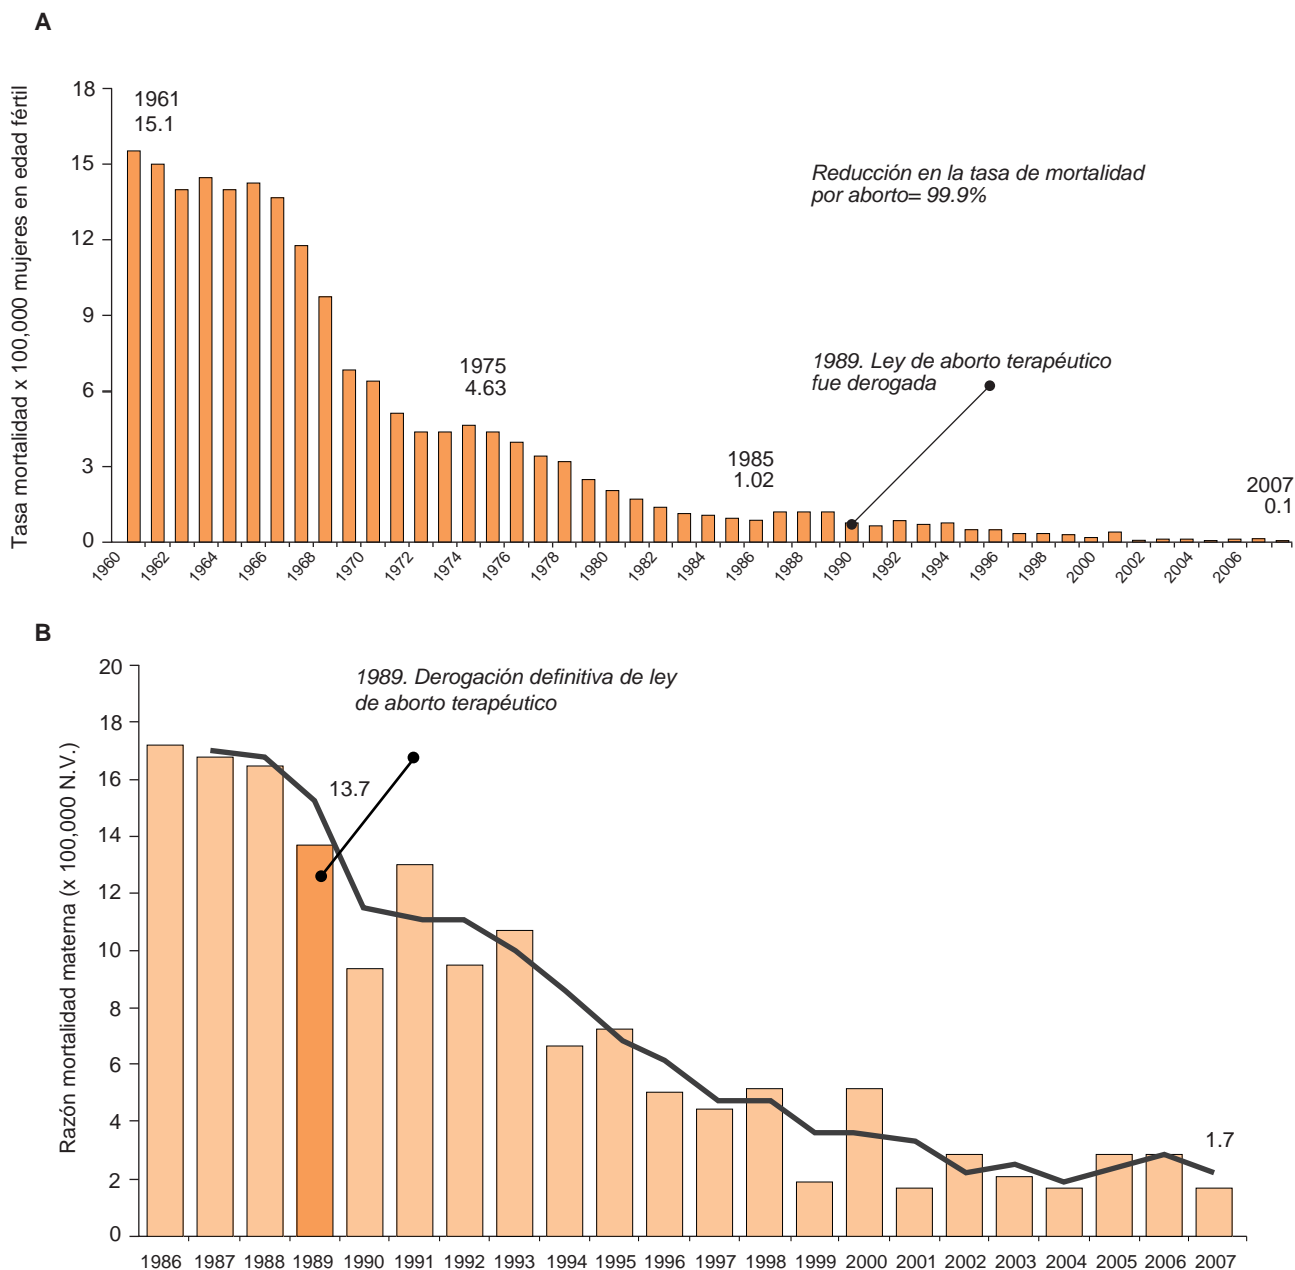 A
Tasa mortalidad x 100,000 mujeres en edad fértil
18
15
12
9
6
3
0
1961
15.1
Reducción en la tasa de mortalidad
por aborto= 99.9%
1975
4.63
1989. Ley de aborto terapéutico
fue derogada
1985
1.02
2007
0.1
1960 1962 1964 1966 1968 1970 1972 1974 1976 1978 1980 1982 1984 1986 1988 1990 1992 1994 1996 1998 2000 2002 2004 2006
B
Razón mortalidad materna (x 100,000 N.V.)
20
18
16
14
12
10
8
6
4
2
0
1989. Derogación definitiva de ley
de aborto terapéutico
13.7
1.7
1986 1987 1988 1989 1990 1991 1992 1993 1994 1995 1996 1997 1998 1999 2000 2001 2002 2003 2004 2005 2006 2007